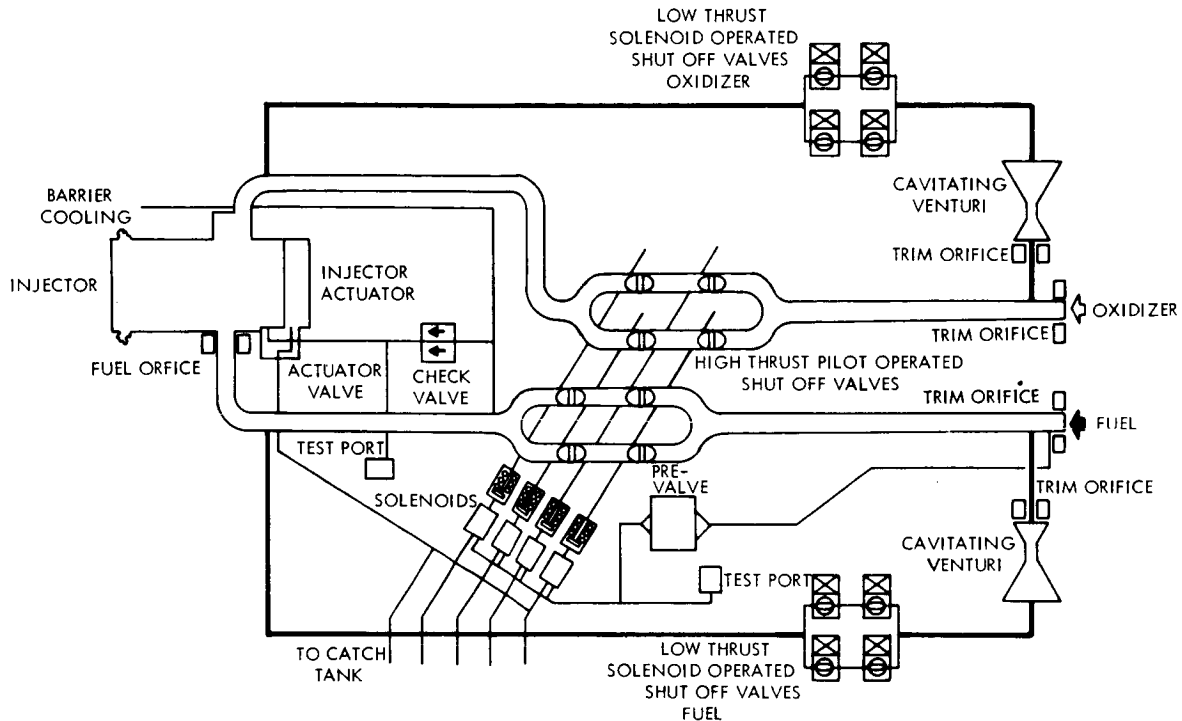 LOW THRUST
SOLENOID OPERATED
SHUT OFF VALVES
OXIDIZER
BARRIER
COOLING
CAVITATING
VENTURI
TRIM ORIFICE
INJECTOR
INJECTOR
ACTUATOR
OXIDIZER
TRIM ORIFICE
FUEL ORFICE
ACTUATOR
VALVE
CHECK
VALVE
HIGH THRUST PILOT OPERATED
SHUT OFF VALVES
TRIM ORIFICE
FUEL
TEST PORT
PRE-
VALVE
SOLENOIDS
TRIM ORIFICE
CAVITATING
VENTURI
TEST PORT
TO CATCH
TANK
LOW THRUST
SOLENOID OPERATED
SHUT OFF VALVES
FUEL